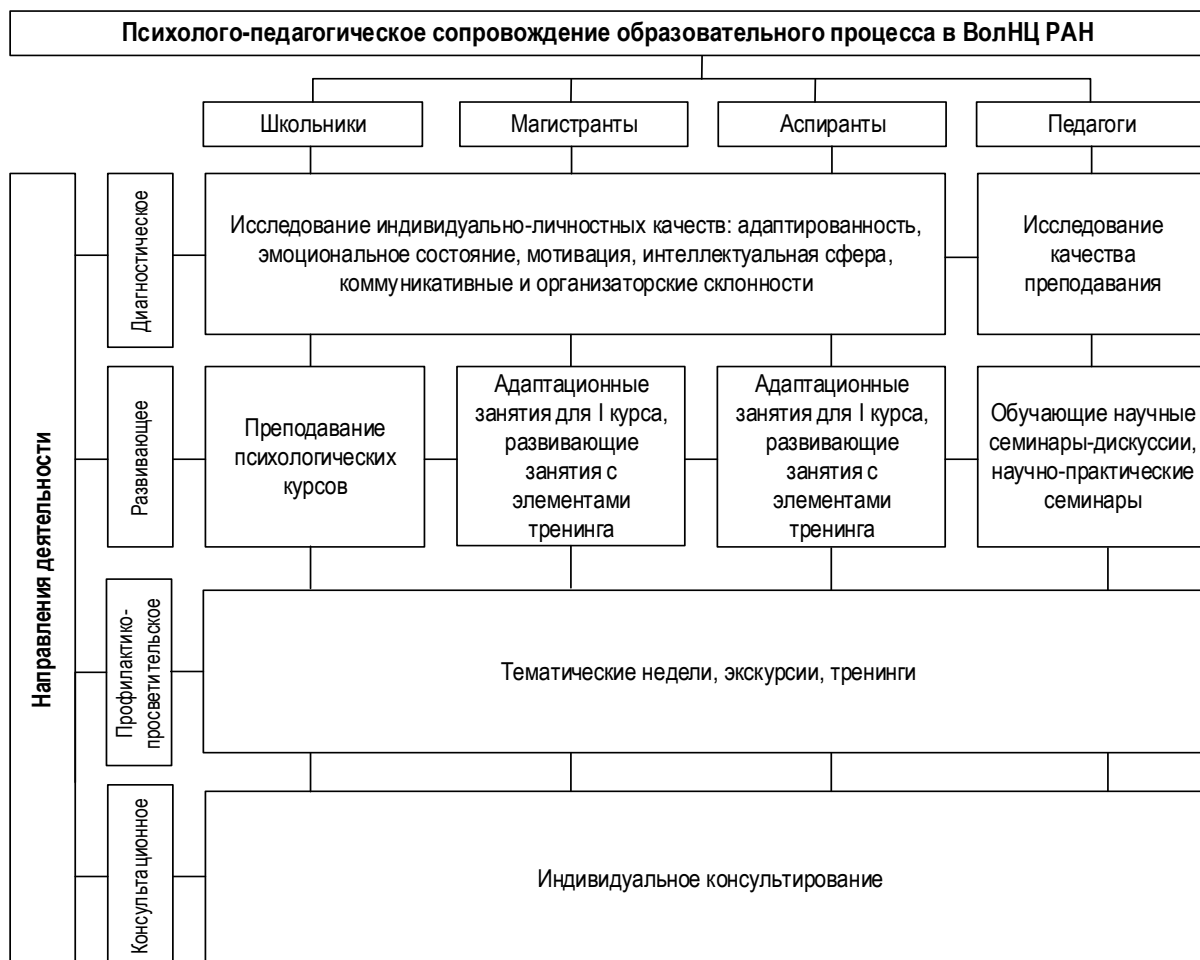 Психолого-педагогическое сопровождение образовательного процесса в ВолНЦ РАН
Школьники
Магистранты
Аспиранты
Педагоги
Направления деятельности
Диагностическое
Исследование индивидуально-личностных качеств: адаптированность,
эмоциональное состояние, мотивация, интеллектуальная сфера,
коммуникативные и организаторские склонности
Исследование
качества
преподавания
Развивающее
Преподавание
психологических
курсов
Адаптационные
занятия для I курса,
развивающие
занятия с
элементами
тренинга
Адаптационные
занятия для I курса,
развивающие
занятия с
элементами
тренинга
Обучающие научные
семинары-дискуссии,
научно-практические
семинары
Профилактико-
просветительское
Тематические недели, экскурсии, тренинги
Консультационное
Индивидуальное консультирование